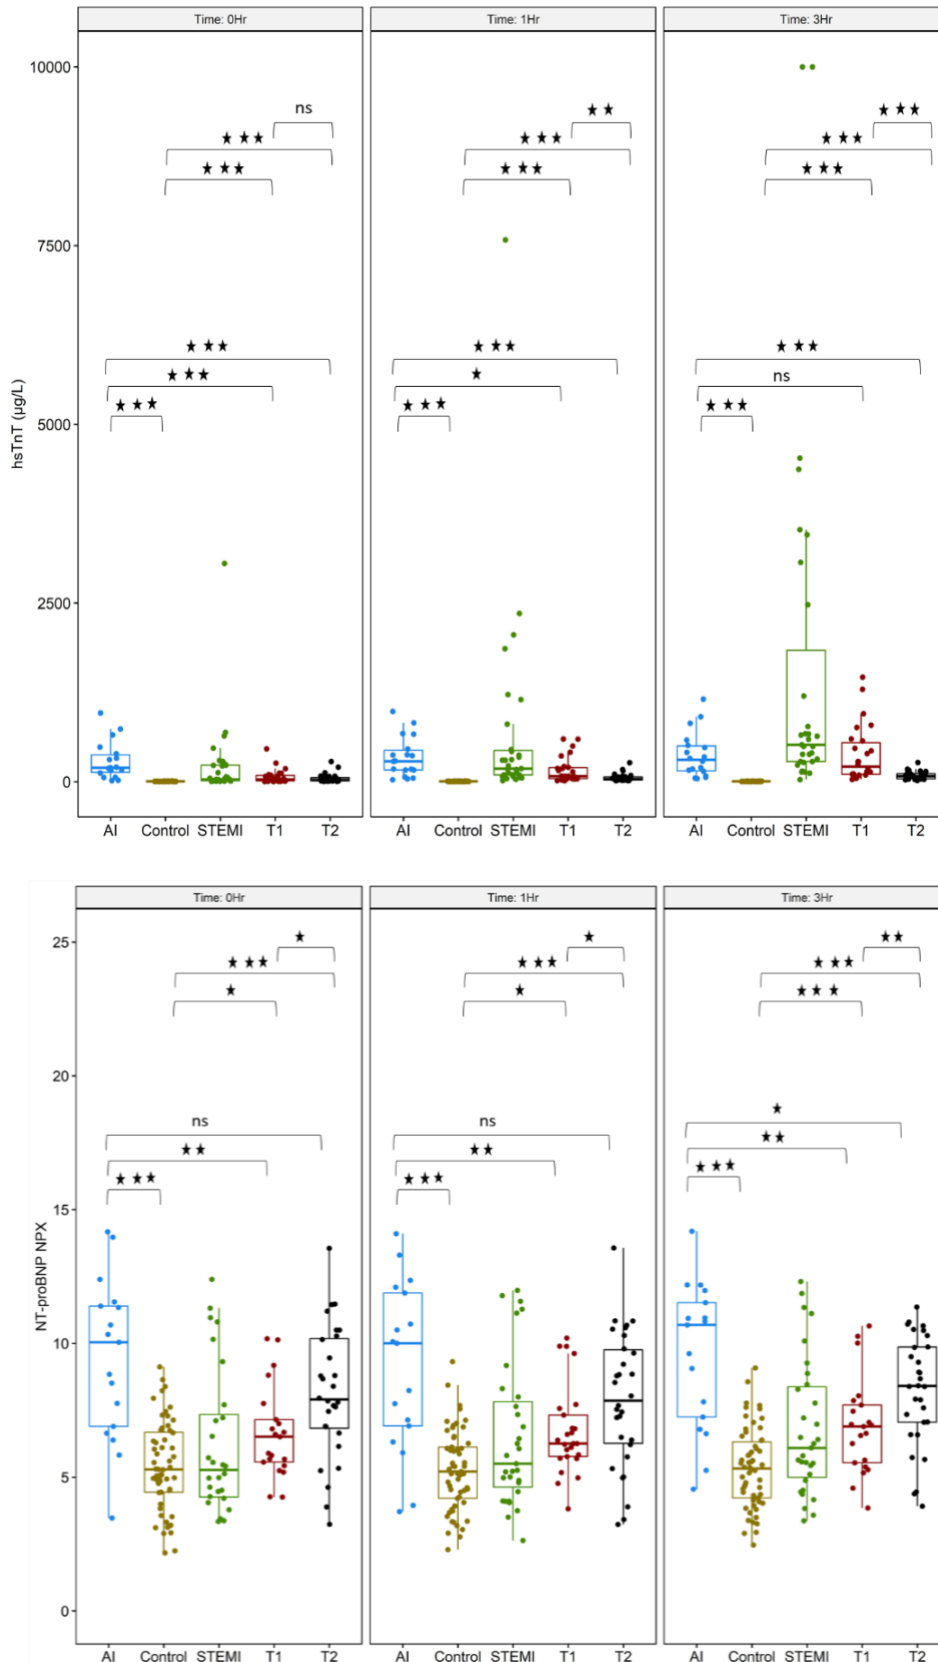 Time: 0Hr Time: 1Hr Time: 3Hr
10000
ns ★★ ★★★
★★★ ★★★ ★★★
★★★ ★★★ ★★★
7500
★★★ ★★★ ★★★
★★★ ★ ns
★★★ ★★★ ★★★
5000
hsTnT (µg/L)
2500
0
AI Control STEMI T1 T2 AI Control STEMI T1 T2 AI Control STEMI T1 T2
Time: 0Hr Time: 1Hr Time: 3Hr
25
★ ★ ★★
★★★ ★★★ ★★★
★ ★ ★★★
20
ns ns ★
★★ ★★ ★★
★★★ ★★★ ★★★
15
NT-proBNP NPX
10
5
0
AI Control STEMI T1 T2 AI Control STEMI T1 T2 AI Control STEMI T1 T2